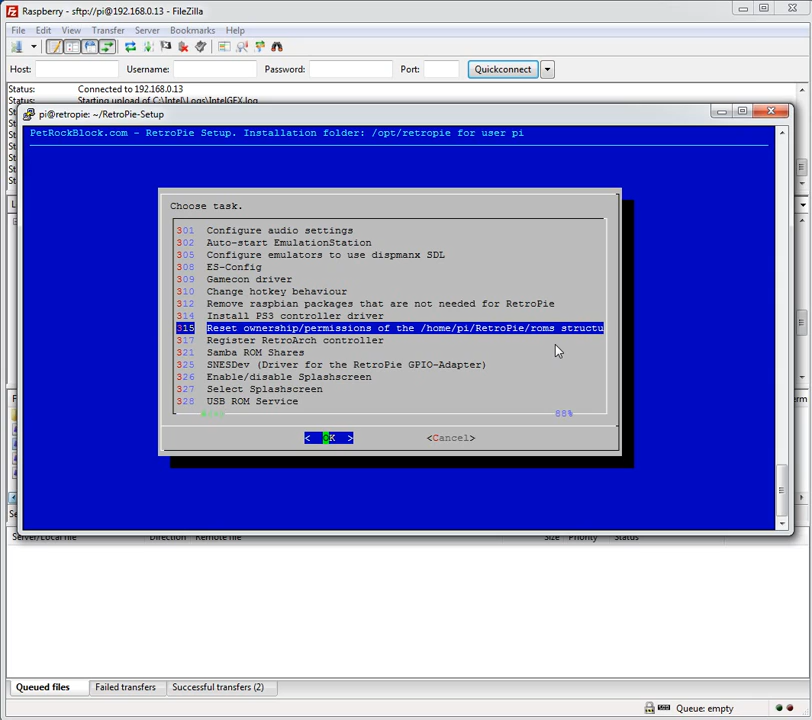 Raspberry - sftp://pi@192.168.0.13 - FileZilla
File Edit View Transfer Server Bookmarks Help
Host: Username: Password: Port: Quickconnect
Status: Connected to 192.168.0.13
Status: Starting upload of C:\Intel\Logs\IntelGFX.log
pi@retropie: ~/RetroPie-Setup
PetRockBlock.com - RetroPie Setup. Installation folder: /opt/retropie for user pi
Choose task.
301 Configure audio settings
302 Auto-start EmulationStation
305 Configure emulators to use dispmanx SDL
308 ES-Config
309 Gamecon driver
310 Change hotkey behaviour
312 Remove raspbian packages that are not needed for RetroPie
314 Install PS3 controller driver
315 Reset ownership/permissions of the /home/pi/RetroPie/roms structu
317 Register RetroArch controller
321 Samba ROM Shares
325 SNESDev (Driver for the RetroPie GPIO-Adapter)
326 Enable/disable Splashscreen
327 Select Splashscreen
328 USB ROM Service
88%
< OK > <Cancel>
Server/Local file Direction Remote file Size Priority Status
Queued files Failed transfers Successful transfers (2)
Queue: empty